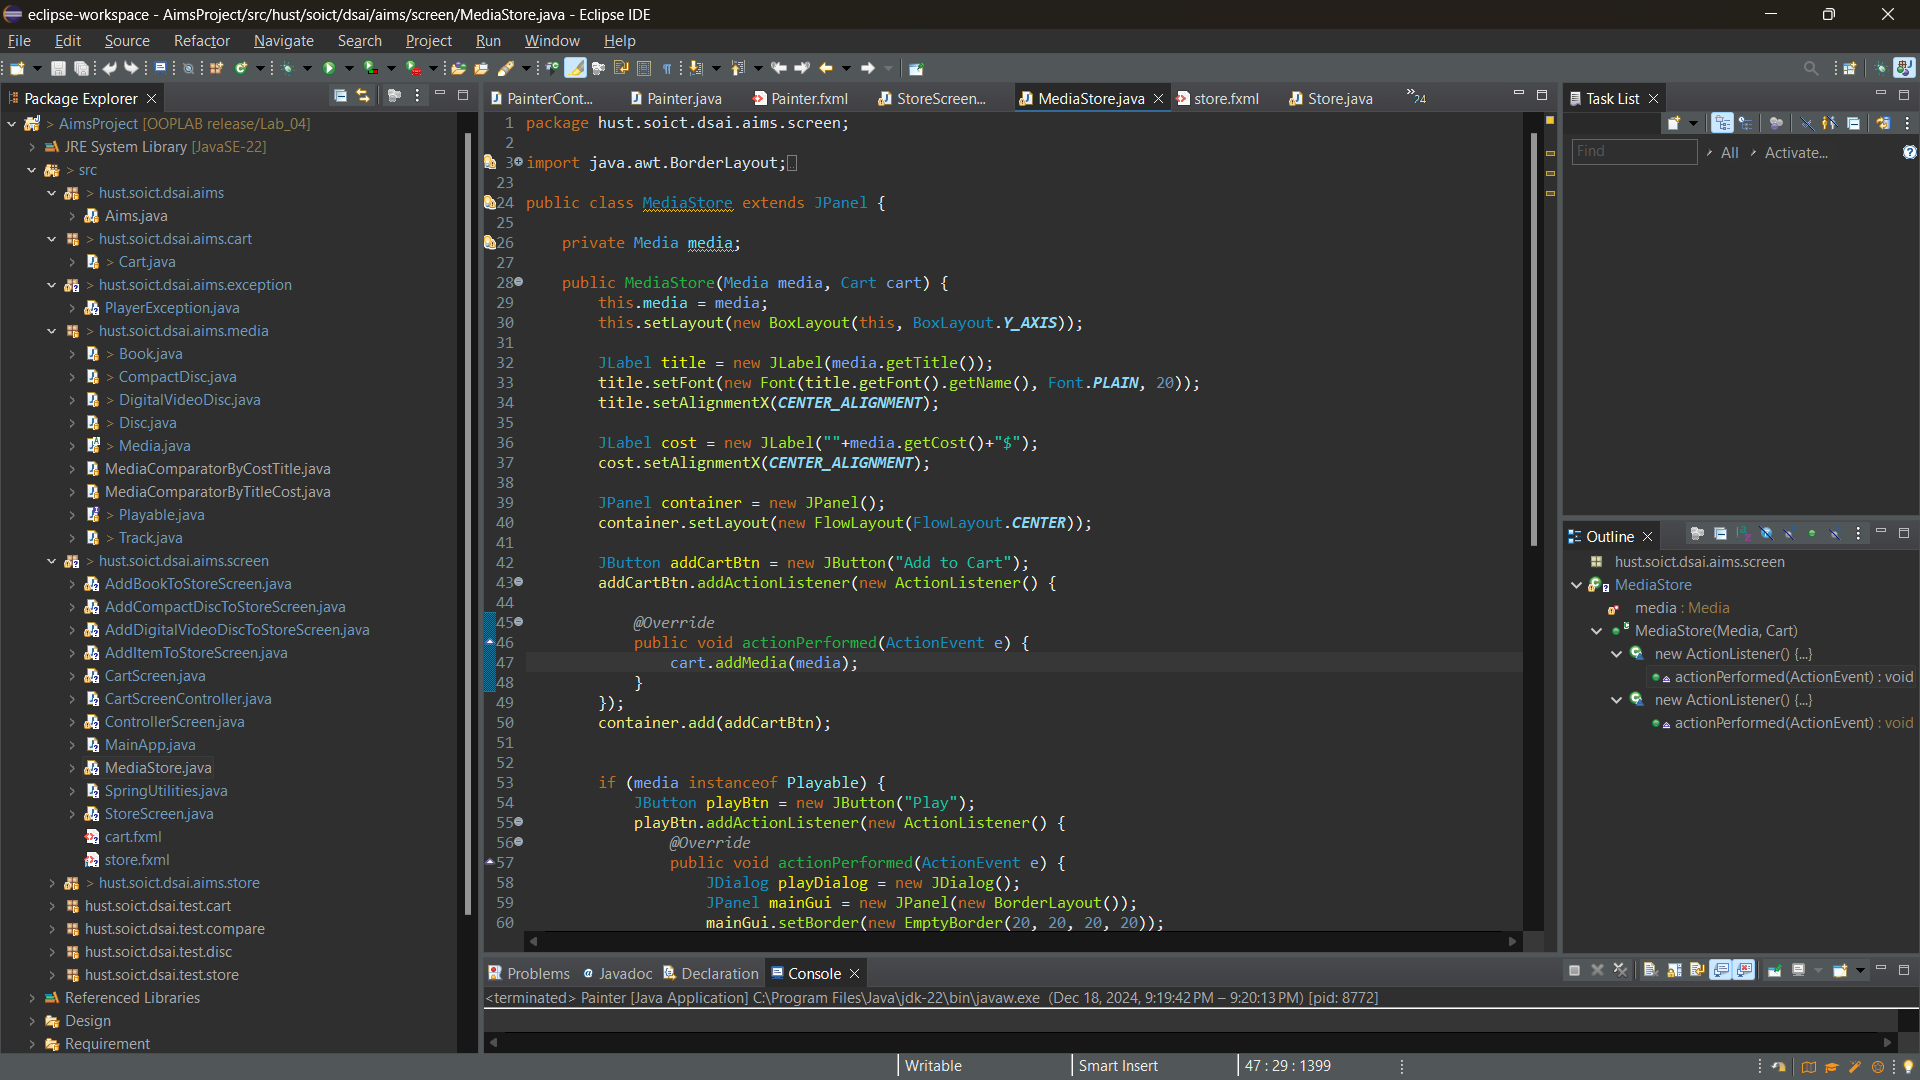 eclipse-workspace - AimsProject/src/hust/soict/dsai/aims/screen/MediaStore.java - Eclipse IDE
File Edit Source Refactor Navigate Search Project Run Window Help
Package Explorer
> AimsProject [OOPLAB release/Lab_04]
JRE System Library [JavaSE-22]
> src
> hust.soict.dsai.aims
Aims.java
> hust.soict.dsai.aims.cart
> Cart.java
> hust.soict.dsai.aims.exception
PlayerException.java
> hust.soict.dsai.aims.media
> Book.java
> CompactDisc.java
> DigitalVideoDisc.java
> Disc.java
> Media.java
MediaComparatorByCostTitle.java
MediaComparatorByTitleCost.java
> Playable.java
> Track.java
> hust.soict.dsai.aims.screen
AddBookToStoreScreen.java
AddCompactDiscToStoreScreen.java
AddDigitalVideoDiscToStoreScreen.java
AddItemToStoreScreen.java
CartScreen.java
CartScreenController.java
ControllerScreen.java
MainApp.java
MediaStore.java
SpringUtilities.java
StoreScreen.java
cart.fxml
store.fxml
> hust.soict.dsai.aims.store
hust.soict.dsai.test.cart
hust.soict.dsai.test.compare
hust.soict.dsai.test.disc
hust.soict.dsai.test.store
Referenced Libraries
Design
Requirement
PainterCont... Painter.java Painter.fxml StoreScreen... MediaStore.java store.fxml Store.java »24
1 package hust.soict.dsai.aims.screen;
2
3 import java.awt.BorderLayout;
23
24 public class MediaStore extends JPanel {
25
26 private Media media;
27
28 public MediaStore(Media media, Cart cart) {
29 this.media = media;
30 this.setLayout(new BoxLayout(this, BoxLayout.Y_AXIS));
31
32 JLabel title = new JLabel(media.getTitle());
33 title.setFont(new Font(title.getFont().getName(), Font.PLAIN, 20));
34 title.setAlignmentX(CENTER_ALIGNMENT);
35
36 JLabel cost = new JLabel(""+media.getCost()+"$");
37 cost.setAlignmentX(CENTER_ALIGNMENT);
38
39 JPanel container = new JPanel();
40 container.setLayout(new FlowLayout(FlowLayout.CENTER));
41
42 JButton addCartBtn = new JButton("Add to Cart");
43 addCartBtn.addActionListener(new ActionListener() {
44
45 @Override
46 public void actionPerformed(ActionEvent e) {
47 cart.addMedia(media);
48 }
49 });
50 container.add(addCartBtn);
51
52
53 if (media instanceof Playable) {
54 JButton playBtn = new JButton("Play");
55 playBtn.addActionListener(new ActionListener() {
56 @Override
57 public void actionPerformed(ActionEvent e) {
58 JDialog playDialog = new JDialog();
59 JPanel mainGui = new JPanel(new BorderLayout());
60 mainGui.setBorder(new EmptyBorder(20, 20, 20, 20));
Task List
Find All Activate...
Outline
hust.soict.dsai.aims.screen
MediaStore
media : Media
MediaStore(Media, Cart)
new ActionListener() {...}
actionPerformed(ActionEvent) : void
new ActionListener() {...}
actionPerformed(ActionEvent) : void
Problems Javadoc Declaration Console
<terminated> Painter [Java Application] C:\Program Files\Java\jdk-22\bin\javaw.exe (Dec 18, 2024, 9:19:42 PM – 9:20:13 PM) [pid: 8772]
Writable Smart Insert 47 : 29 : 1399